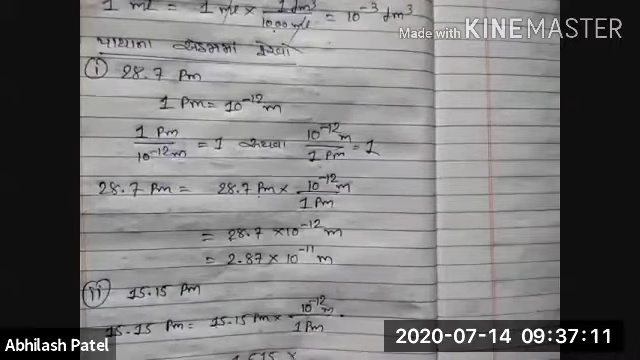 1 ml = 1 ml × 1 dm³ / 1000 ml = 10⁻³ dm³
Made with KINEMASTER
(i) 28.7 Pm
1 Pm = 10⁻¹² m
1 Pm / 10⁻¹² m = 1 અથવા 10⁻¹² m / 1 Pm = 1
28.7 Pm = 28.7 Pm × 10⁻¹² m / 1 Pm
= 28.7 × 10⁻¹² m
= 2.87 × 10⁻¹¹ m
(ii) 15.15 Pm
15.15 Pm = 15.15 Pm × 10⁻¹² m / 1 Pm
Abhilash Patel
2020-07-14 09:37:11